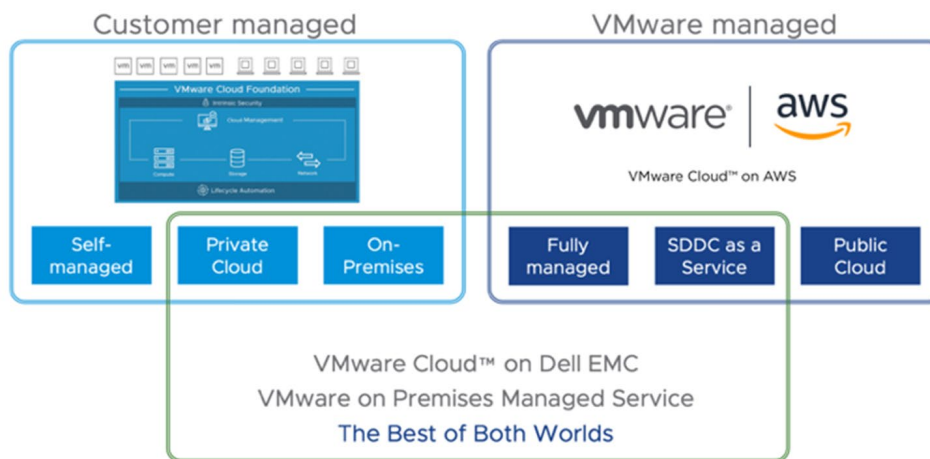 Customer managed
VMware managed
vm vm vm vm vm
VMware Cloud Foundation
Intrinsic Security
Cloud Management
Compute
Storage
Network
Lifecycle Automation
vmware®
aws
VMware Cloud™ on AWS
Self-
managed
Private
Cloud
On-
Premises
Fully
managed
SDDC as a
Service
Public
Cloud
VMware Cloud™ on Dell EMC
VMware on Premises Managed Service
The Best of Both Worlds